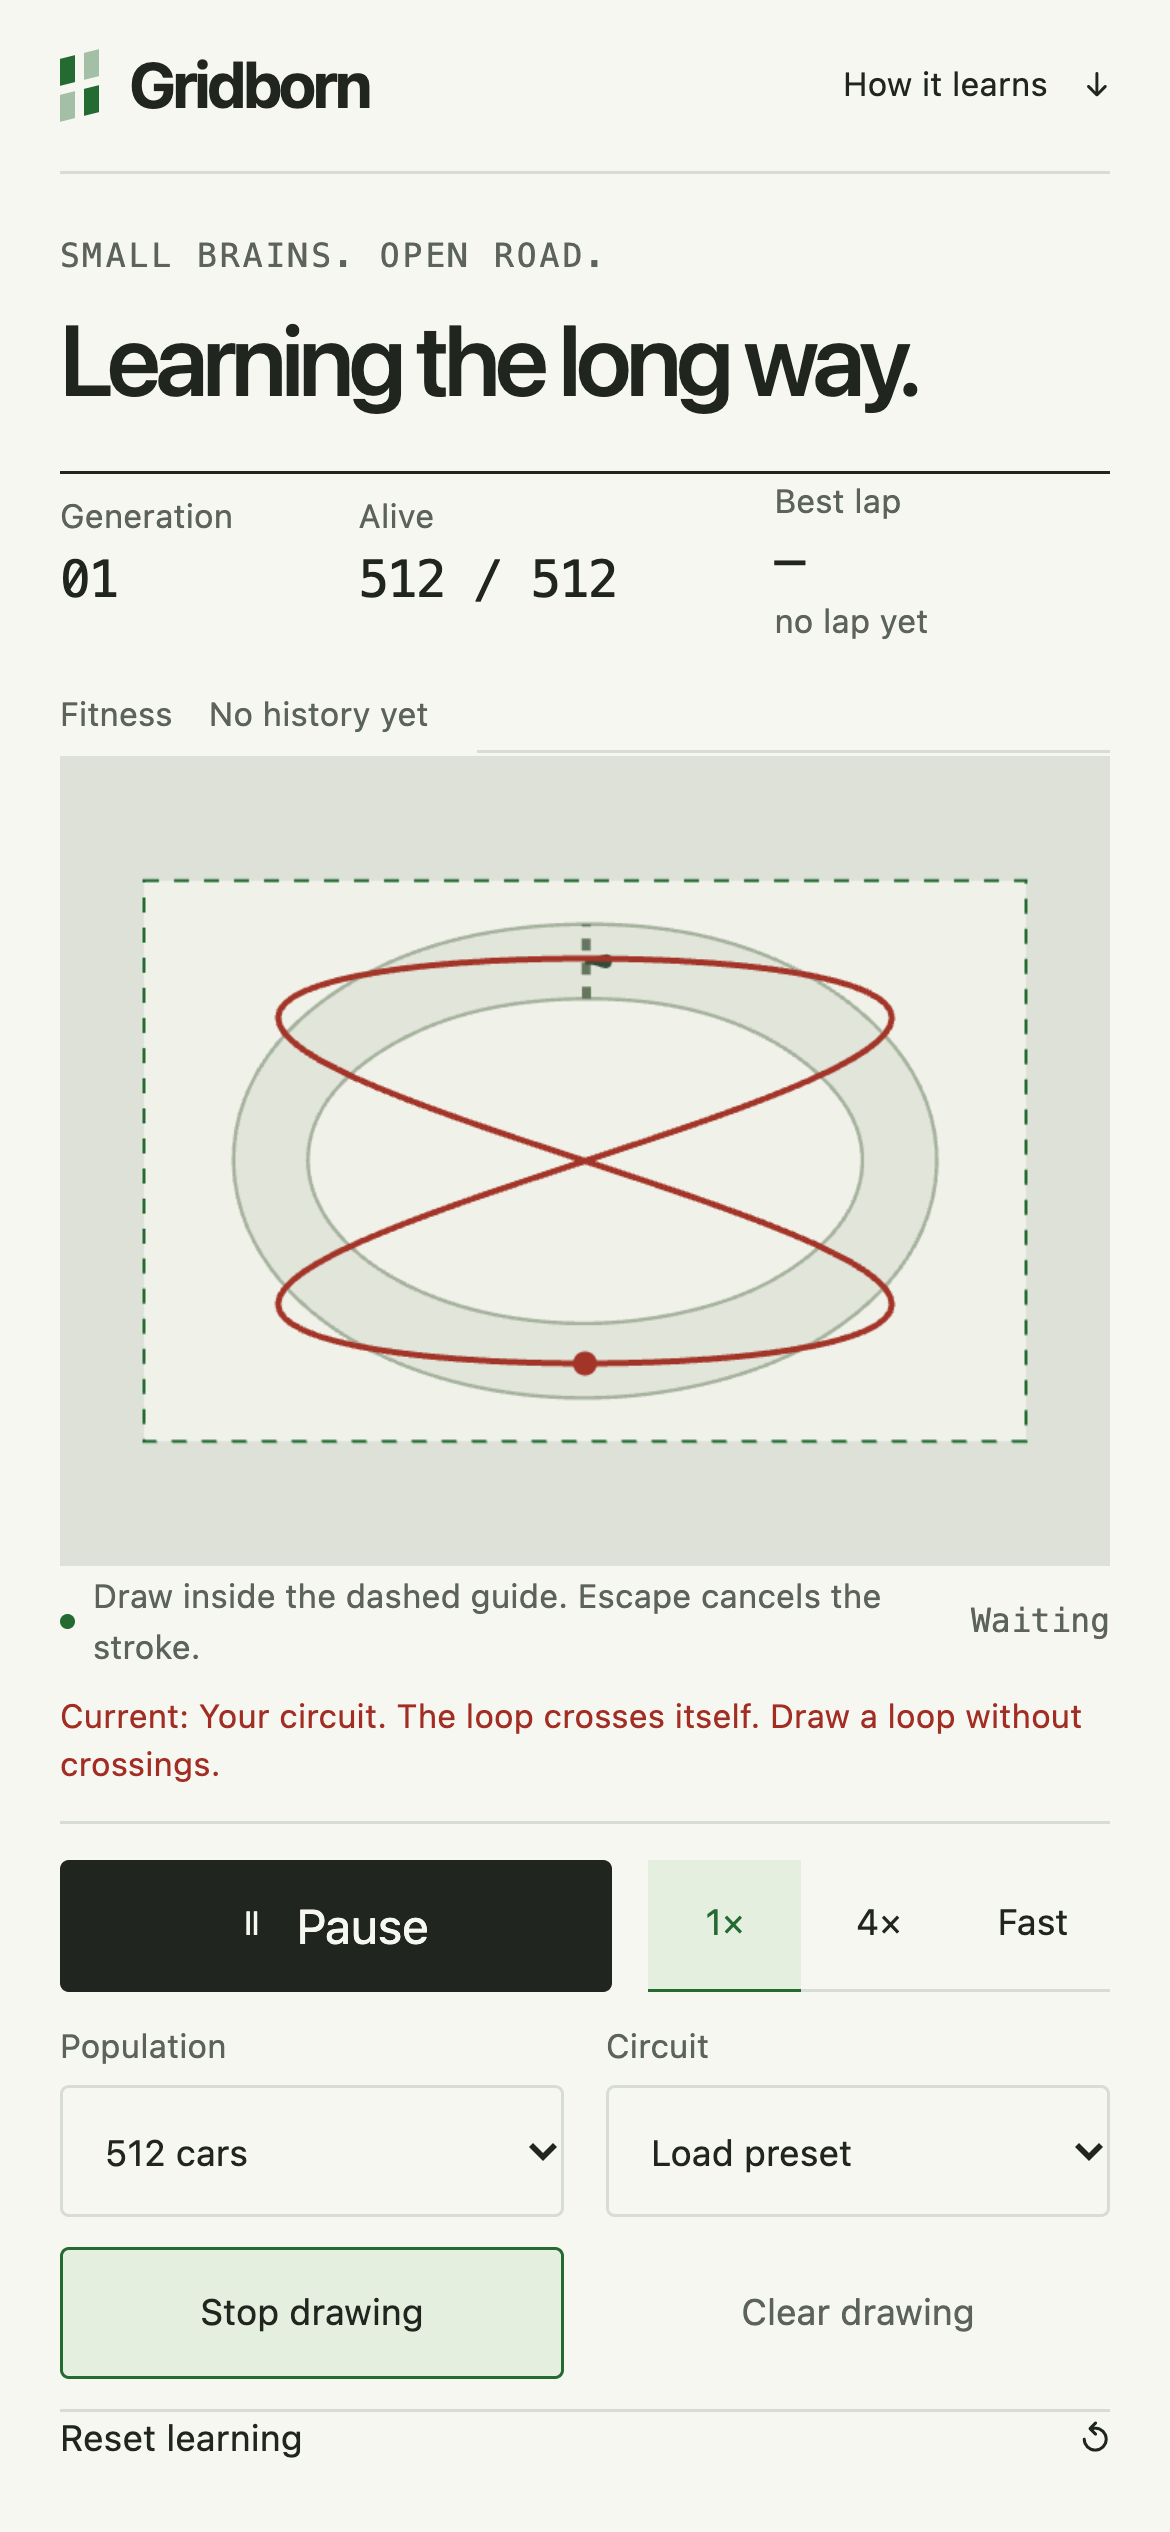 Gridborn
How it learns ↓
SMALL BRAINS. OPEN ROAD.
Learning the long way.
Generation
01
Alive
512 / 512
Best lap
—
no lap yet
Fitness No history yet
Draw inside the dashed guide. Escape cancels the
stroke.
Waiting
Current: Your circuit. The loop crosses itself. Draw a loop without
crossings.
Pause
1× 4× Fast
Population
512 cars
Circuit
Load preset
Stop drawing
Clear drawing
Reset learning